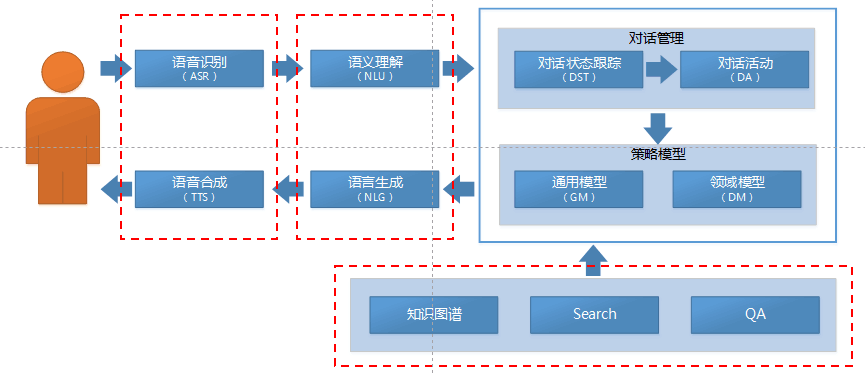 对话管理
语音识别
（ASR）
语义理解
（NLU）
对话状态跟踪
（DST）
对话活动
（DA）
策略模型
语音合成
（TTS）
语言生成
（NLG）
通用模型
（GM）
领域模型
（DM）
知识图谱
Search
QA